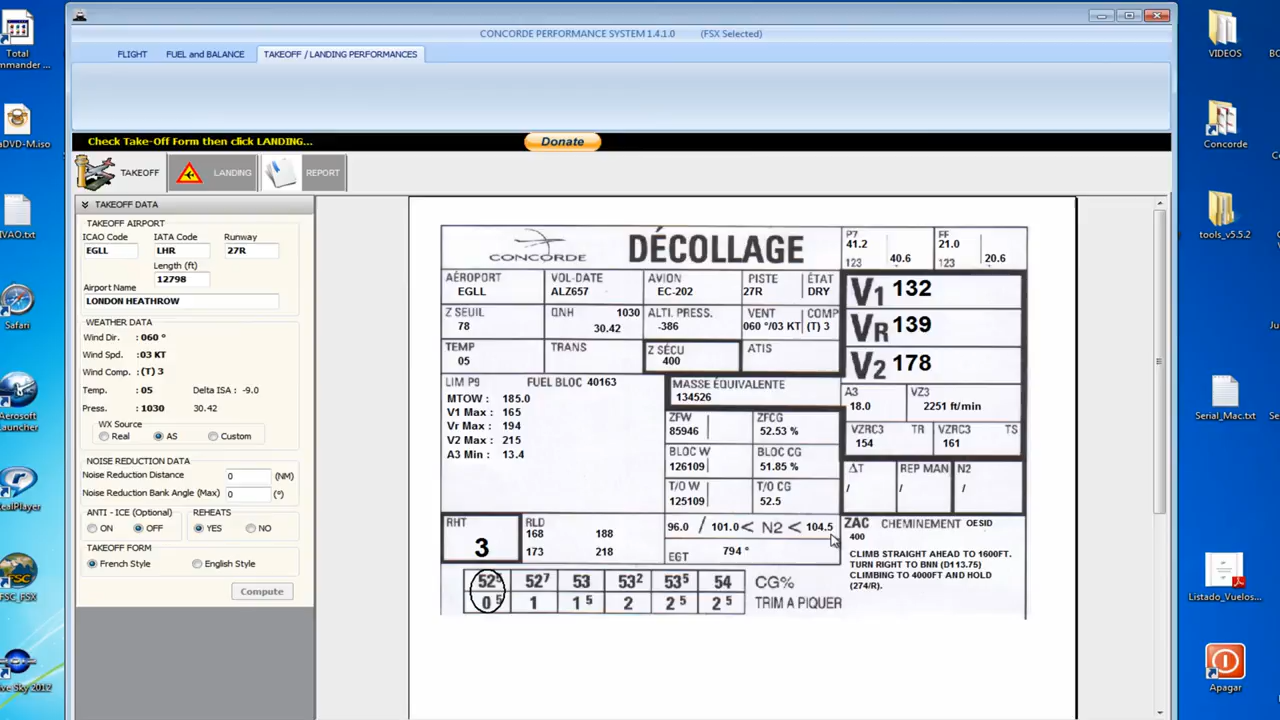 CONCORDE PERFORMANCE SYSTEM 1.4.1.0 (FSX Selected)
FLIGHT FUEL and BALANCE TAKEOFF / LANDING PERFORMANCES
Check Take-Off Form then click LANDING...
Donate
TAKEOFF LANDING REPORT
TAKEOFF DATA
TAKEOFF AIRPORT
ICAO Code IATA Code Runway
EGLL LHR 27R
Length (ft)
12798
Airport Name
LONDON HEATHROW
WEATHER DATA
Wind Dir. : 060 °
Wind Spd. : 03 KT
Wind Comp. : (T) 3
Temp. : 05 Delta ISA : -9.0
Press. : 1030 30.42
WX Source
Real AS Custom
NOISE REDUCTION DATA
Noise Reduction Distance 0 (NM)
Noise Reduction Bank Angle (Max) 0 (°)
ANTI - ICE (Optional) REHEATS
ON OFF YES NO
TAKEOFF FORM
French Style English Style
Compute
CONCORDE DÉCOLLAGE
P7 FF
41.2 21.0
123 40.6 123 20.6
AÉROPORT VOL-DATE AVION PISTE ÉTAT
EGLL ALZ657 EC-202 27R DRY
V1 132
Z SEUIL QNH 1030 ALTI. PRESS. VENT COMP
78 30.42 -386 060 °/03 KT (T) 3
VR 139
TEMP TRANS Z SÉCU ATIS
05 400
V2 178
LIM P9 FUEL BLOC 40163
MTOW : 185.0
V1 Max : 165
Vr Max : 194
V2 Max : 215
A3 Min : 13.4
MASSE ÉQUIVALENTE
134526
A3 VZ3
18.0 2251 ft/min
ZFW ZFCG
85946 52.53 %
VZRC3 TR VZRC3 TS
154 161
BLOC W BLOC CG
126109 51.85 %
T/O W T/O CG
125109 52.5
ΔT REP MAN N2
/ / /
RHT RLD
3
168 188
173 218
96.0 / 101.0 < N2 < 104.5
EGT 794 °
ZAC CHEMINEMENT OESID
400
CLIMB STRAIGHT AHEAD TO 1600FT.
TURN RIGHT TO BNN (D113.75)
CLIMBING TO 4000FT AND HOLD
(274/R).
52⁵ 52⁷ 53 53² 53⁵ 54 CG%
0⁵ 1 1⁵ 2 2⁵ 2⁵ TRIM A PIQUER
Total
mmander ...
aDVD-M.iso
IVAO.txt
Safari
Aerosoft
Launcher
RealPlayer
FSC_FSX
ive Sky 2012
VIDEOS
Concorde
tools_v5.5.2
Serial_Mac.txt
Listado_Vuelos...
Apagar